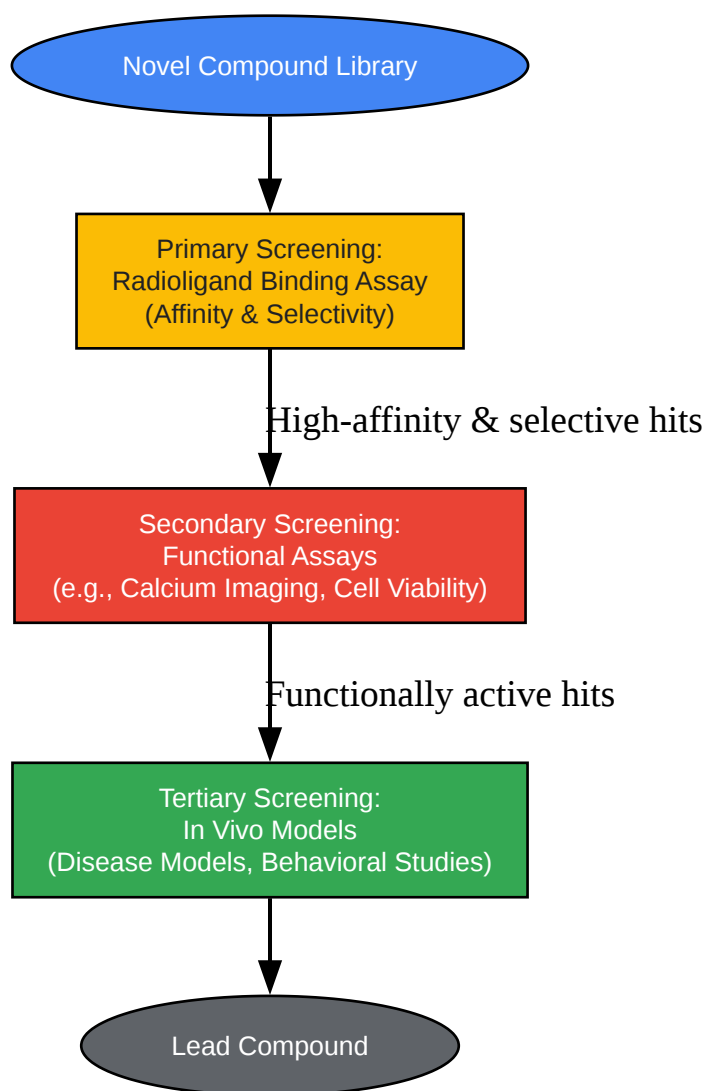 Novel Compound Library
Primary Screening:
Radioligand Binding Assay
(Affinity & Selectivity)
High-affinity & selective hits
Secondary Screening:
Functional Assays
(e.g., Calcium Imaging, Cell Viability)
Functionally active hits
Tertiary Screening:
In Vivo Models
(Disease Models, Behavioral Studies)
Lead Compound